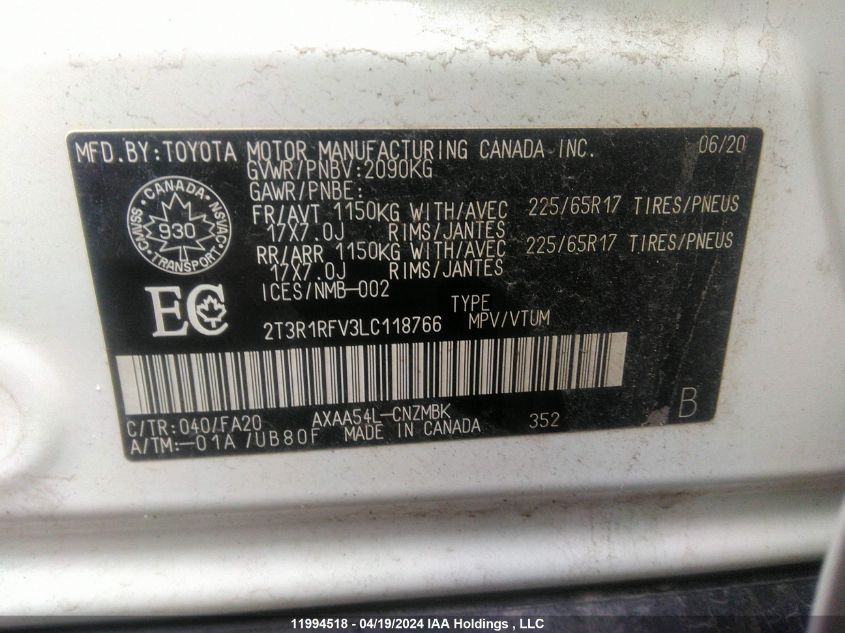 MFD.BY:TOYOTA MOTOR MANUFACTURING CANADA INC. 06/20
GVWR/PNBV:2090KG
GAWR/PNBE:
FR/AVT 1150KG WITH/AVEC 225/65R17 TIRES/PNEUS
17X7.0J RIMS/JANTES
RR/ARR 1150KG WITH/AVEC 225/65R17 TIRES/PNEUS
17X7.0J RIMS/JANTES
ICES/NMB-002
CANADA
CMVSS 930 NSVAC
TRANSPORT
EC
TYPE
2T3R1RFV3LC118766 MPV/VTUM
C/TR:040/FA20 AXAA54L-CNZMBK 352 B
A/TM:-01A/UB80F MADE IN CANADA
11994518 - 04/19/2024 IAA Holdings , LLC